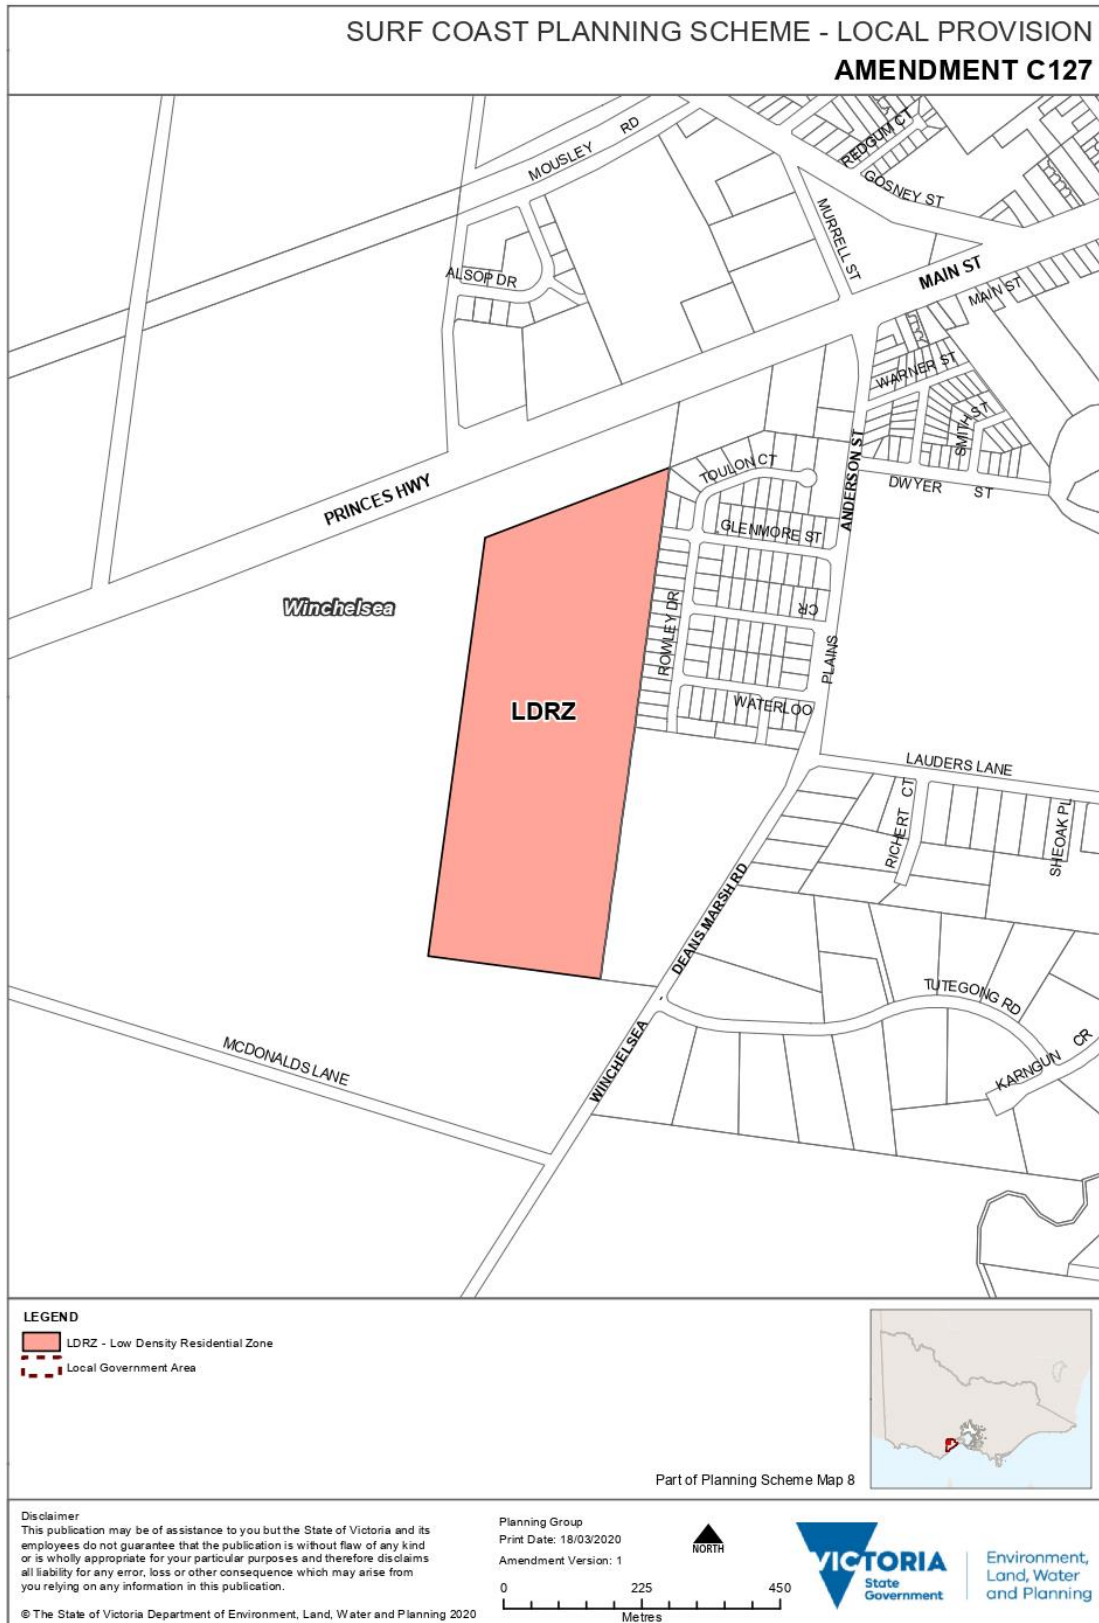 SURF COAST PLANNING SCHEME - LOCAL PROVISION
AMENDMENT C127
MOUSLEY RD
REDGUM CT
GOSNEY ST
MURRELL ST
ALSOP DR
MAIN ST
MAIN ST
WARNER ST
SMITH ST
TOULON CT
ANDERSON ST
DWYER ST
PRINCES HWY
GLENMORE ST
Winchelsea
CR
ROWLEY DR
PLAINS
LDRZ
WATERLOO
LAUDERS LANE
RICHERT CT
SHEOAK PL
DEANS MARSH RD
TUTEGONG RD
MCDONALDS LANE
WINCHELSEA -
KARNGUN CR
LEGEND
LDRZ - Low Density Residential Zone
Local Government Area
Part of Planning Scheme Map 8
Disclaimer
This publication may be of assistance to you but the State of Victoria and its
employees do not guarantee that the publication is without flaw of any kind
or is wholly appropriate for your particular purposes and therefore disclaims
all liability for any error, loss or other consequence which may arise from
you relying on any information in this publication.
© The State of Victoria Department of Environment, Land, Water and Planning 2020
Planning Group
Print Date: 18/03/2020
Amendment Version: 1
NORTH
0 225 450
Metres
VICTORIA
State
Government
Environment,
Land, Water
and Planning